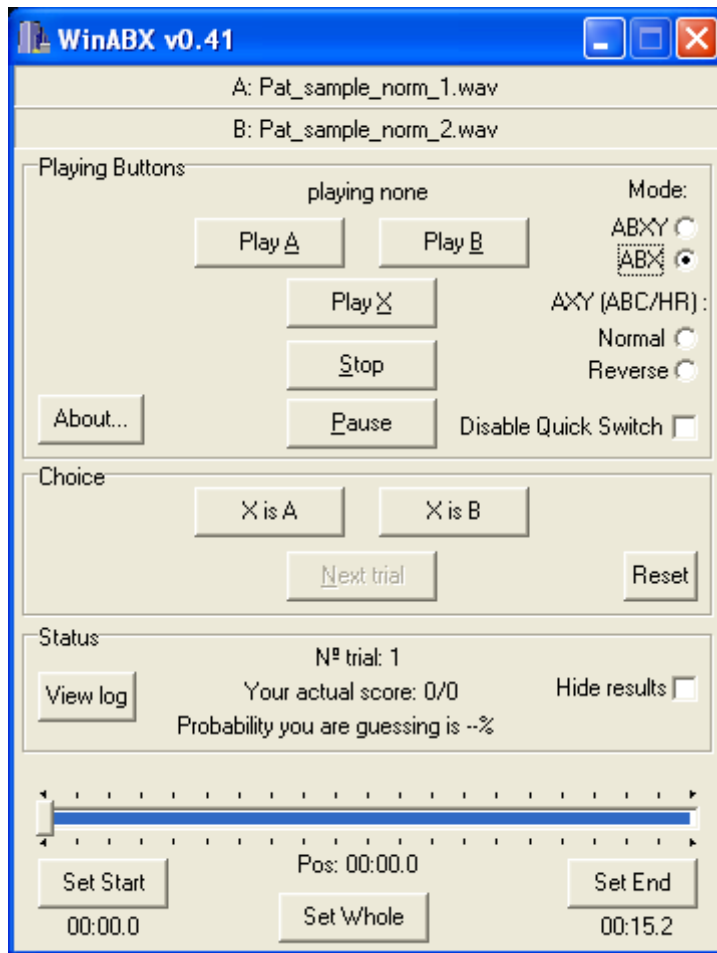 WinABX v0.41
A: Pat_sample_norm_1.wav
B: Pat_sample_norm_2.wav
Playing Buttons
playing none
Mode:
Play A
Play B
ABXY
ABX
Play X
AXY (ABC/HR) :
Normal
Stop
Reverse
About...
Pause
Disable Quick Switch
Choice
X is A
X is B
Next trial
Reset
Status
Nº trial: 1
View log
Your actual score: 0/0
Hide results
Probability you are guessing is --%
Pos: 00:00.0
Set Start
Set End
Set Whole
00:00.0
00:15.2